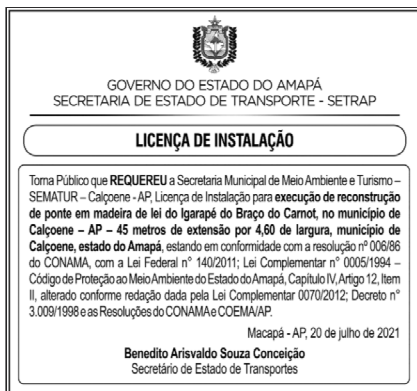 GOVERNO DO ESTADO DO AMAPÁ
SECRETARIA DE ESTADO DE TRANSPORTE - SETRAP
LICENÇA DE INSTALAÇÃO
Torna Público que REQUEREU a Secretaria Municipal de Meio Ambiente e Turismo –
SEMATUR – Calçoene - AP, Licença de Instalação para execução de reconstrução
de ponte em madeira de lei do Igarapé do Braço do Carnot, no município de
Calçoene – AP – 45 metros de extensão por 4,60 de largura, município de
Calçoene, estado do Amapá, estando em conformidade com a resolução nº 006/86
do CONAMA, com a Lei Federal n° 140/2011; Lei Complementar n° 0005/1994 –
Código de Proteção ao Meio Ambiente do Estado do Amapá, Capítulo IV, Artigo 12, Item
II, alterado conforme redação dada pela Lei Complementar 0070/2012; Decreto n°
3.009/1998 e as Resoluções do CONAMA e COEMA/AP.
Macapá - AP, 20 de julho de 2021
Benedito Arisvaldo Souza Conceição
Secretário de Estado de Transportes